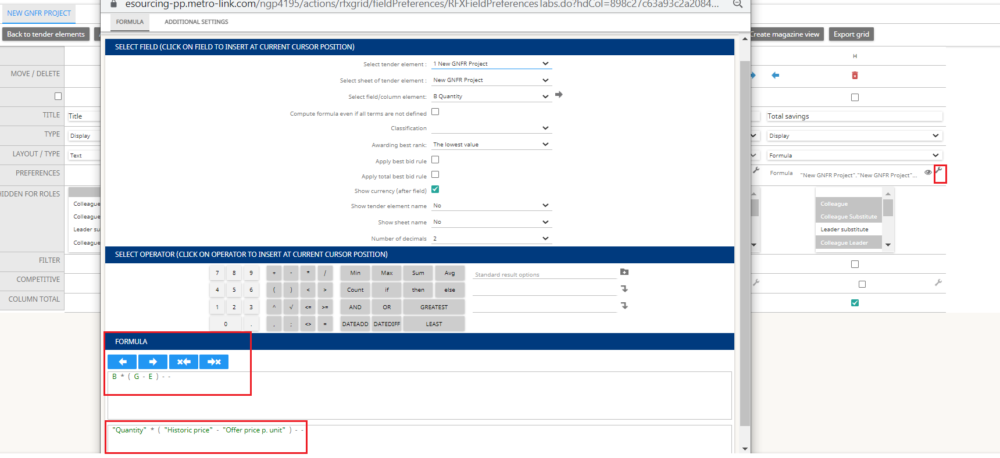 esourcing-pp.metro-link.com/ngp4195/actions/rfxgrid/fieldPreferences/RFXFieldPreferencesTabs.do?hdCol=898c27c63a93c2a2084...
NEW GNFR PROJECT
FORMULA
ADDITIONAL SETTINGS
Back to tender elements
Create magazine view
Export grid
SELECT FIELD (CLICK ON FIELD TO INSERT AT CURRENT CURSOR POSITION)
Select tender element :
1 New GNFR Project
Select sheet of tender element :
New GNFR Project
Select field/column element:
B Quantity
Compute formula even if all terms are not defined
Classification
Awarding best rank:
The lowest value
Apply best bid rule
Apply total best bid rule
Show currency (after field)
Show tender element name
No
Show sheet name
No
Number of decimals
2
MOVE / DELETE
TITLE
Title
TYPE
Display
LAYOUT / TYPE
Text
PREFERENCES
HIDDEN FOR ROLES
Colleague
Colleague
Leader su
Colleague
FILTER
COMPETITIVE
COLUMN TOTAL
H
Total savings
Display
Formula
Formula
"New GNFR Project"."New GNFR Project"...
Colleague
Colleague Substitute
Leader substitute
Colleague Leader
SELECT OPERATOR (CLICK ON OPERATOR TO INSERT AT CURRENT CURSOR POSITION)
7 8 9 + - * / Min Max Sum Avg
Standard result options
4 5 6 ( ) < > Count if then else
1 2 3 ^ √ <= >= AND OR GREATEST
0 . , ; <> = DATEADD DATEDIFF LEAST
FORMULA
B * ( G - E ) - -
"Quantity" * ( "Historic price" - "Offer price p. unit" ) - -